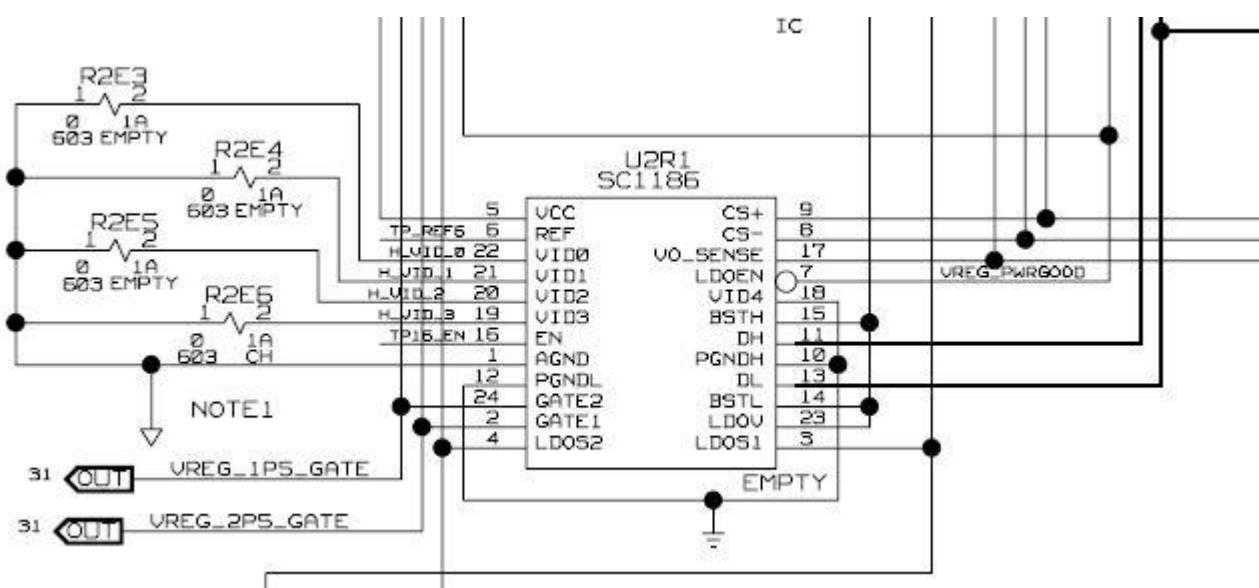 IC
R2E3
1 2
0 1A
603 EMPTY
R2E4
1 2
0 1A
603 EMPTY
R2E5
1 2
0 1A
603 EMPTY
R2E6
1 2
0 1A
603 CH
NOTE1
U2R1
SC1186
5 VCC CS+ 9
TP_REF6 6 REF CS- 8
H_VID_0 22 VID0 VO_SENSE 17
H_VID_1 21 VID1 LDOEN 7 VREG_PWRGOOD
H_VID_2 20 VID2 VID4 18
H_VID_3 19 VID3 BSTH 15
TP16_EN 16 EN DH 11
1 AGND PGNDH 10
12 PGNDL DL 13
24 GATE2 BSTL 14
2 GATE1 LDOV 23
4 LDOS2 LDOS1 3
EMPTY
31 OUT VREG_1P5_GATE
31 OUT VREG_2P5_GATE